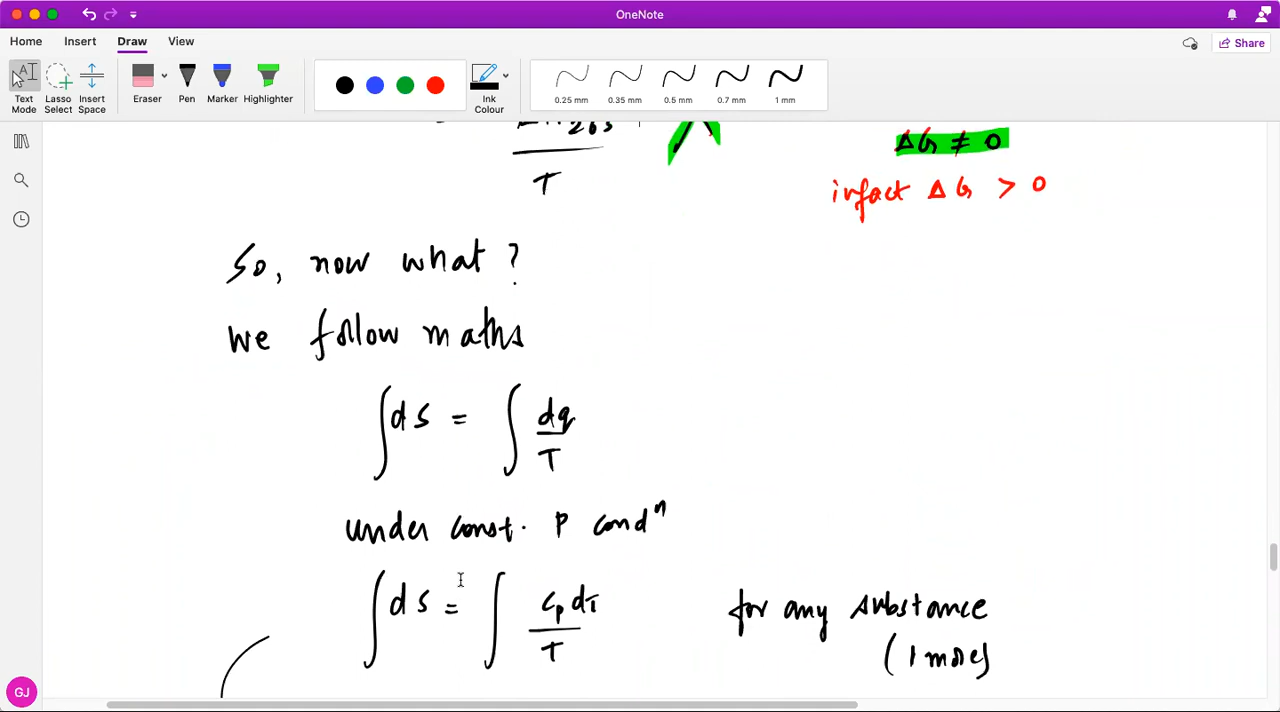 OneNote
Home Insert Draw View
Share
Text Mode
Lasso Select
Insert Space
Eraser
Pen
Marker
Highlighter
Ink Colour
0.25 mm
0.35 mm
0.5 mm
0.7 mm
1 mm
T
ΔG ≠ 0
infact ΔG > 0
So, now what ?
we follow maths
∫dS = ∫ dq/T
under const. P condⁿ
∫dS = ∫ CpdT/T for any substance
(1 mole)
GJ